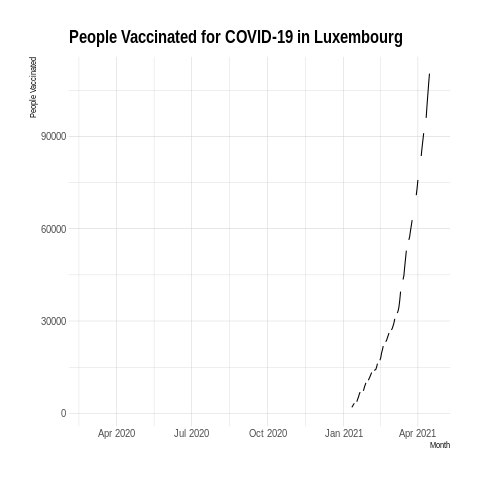 People Vaccinated for COVID-19 in Luxembourg
People Vaccinated
90000
60000
30000
0
Apr 2020 Jul 2020 Oct 2020 Jan 2021 Apr 2021
Month